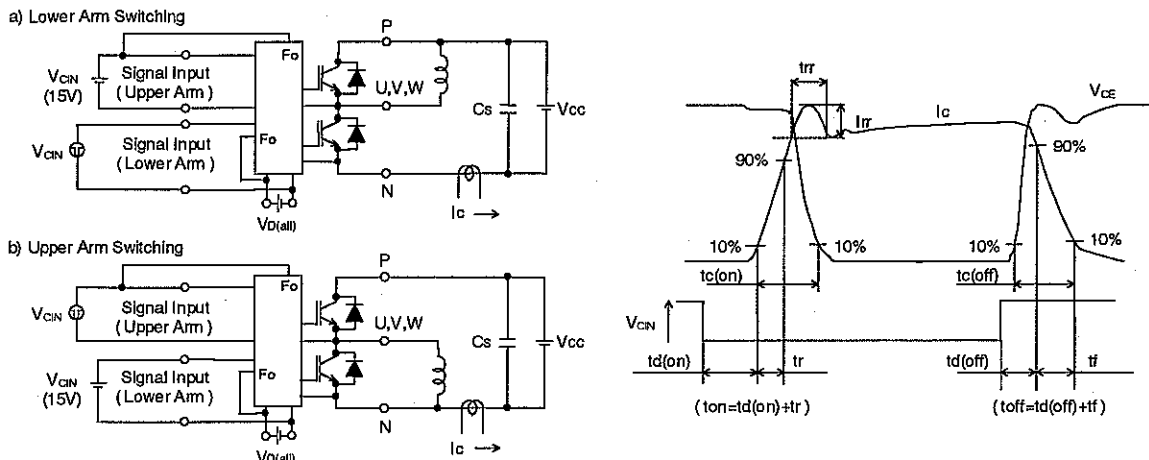 a) Lower Arm Switching
P
Fo
VCIN
(15V)
Signal Input
( Upper Arm )
U,V,W
Cs
Vcc
VCIN
Signal Input
( Lower Arm )
Fo
N
Ic
VD(all)
b) Upper Arm Switching
P
Fo
VCIN
Signal Input
( Upper Arm )
U,V,W
Cs
Vcc
VCIN
(15V)
Signal Input
( Lower Arm )
Fo
N
Ic
VD(all)
trr
VCE
Irr
Ic
90%
90%
10%
10%
10%
10%
tc(on)
tc(off)
VCIN
td(on)
tr
td(off)
tf
( ton=td(on)+tr)
( toff=td(off)+tf)